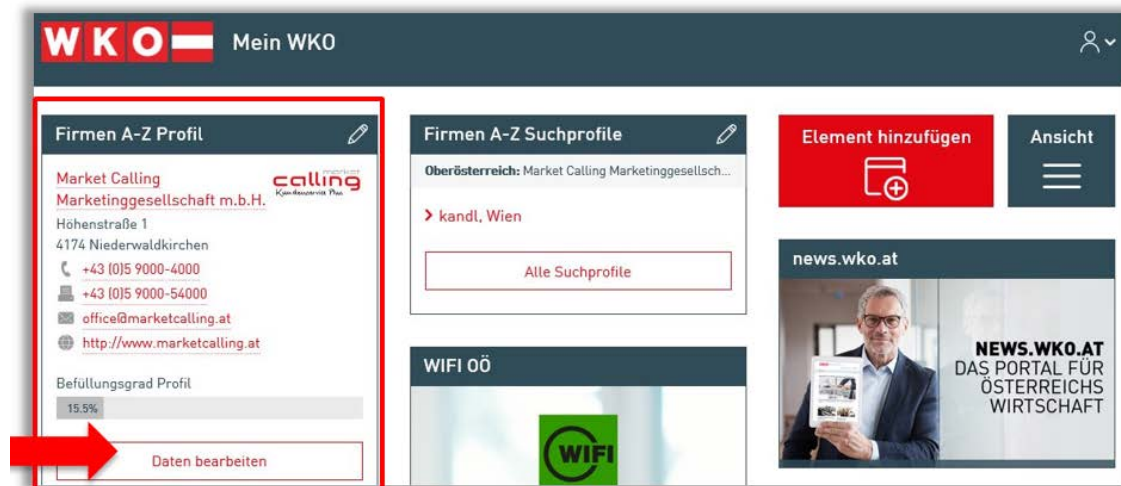 WKO Mein WKO
Firmen A-Z Profil
Market Calling
Marketinggesellschaft m.b.H.
market
calling
Kundenservice Plus
Höhenstraße 1
4174 Niederwaldkirchen
+43 (0)5 9000-4000
+43 (0)5 9000-54000
office@marketcalling.at
http://www.marketcalling.at
Befüllungsgrad Profil
15.5%
Daten bearbeiten
Firmen A-Z Suchprofile
Oberösterreich: Market Calling Marketinggesellsch...
kandl, Wien
Alle Suchprofile
WIFI OÖ
WIFI
Element hinzufügen
Ansicht
news.wko.at
NEWS.WKO.AT
DAS PORTAL FÜR
ÖSTERREICHS
WIRTSCHAFT